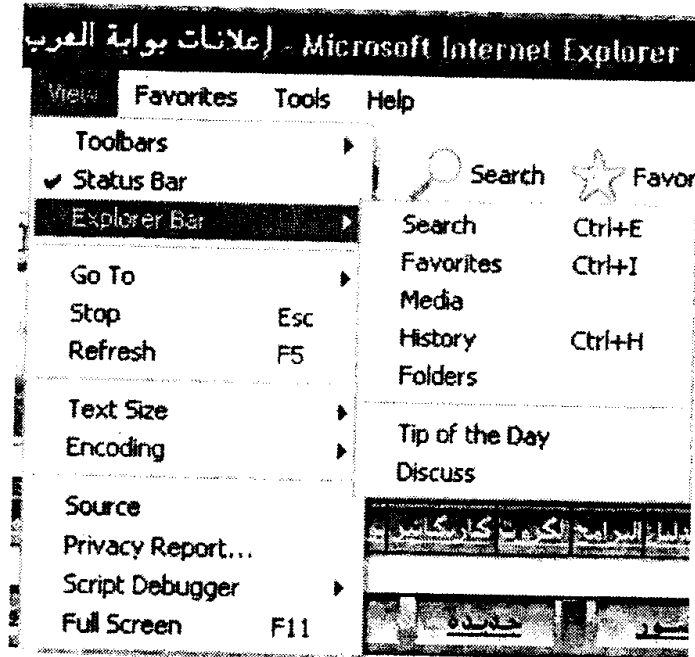 إعلانات بوابة العرب - Microsoft Internet Explorer
View Favorites Tools Help
Toolbars
Status Bar
Explorer Bar
Go To
Stop Esc
Refresh F5
Text Size
Encoding
Source
Privacy Report...
Script Debugger
Full Screen F11
Search Favor
Search Ctrl+E
Favorites Ctrl+I
Media
History Ctrl+H
Folders
Tip of the Day
Discuss
البرامج
جديدة